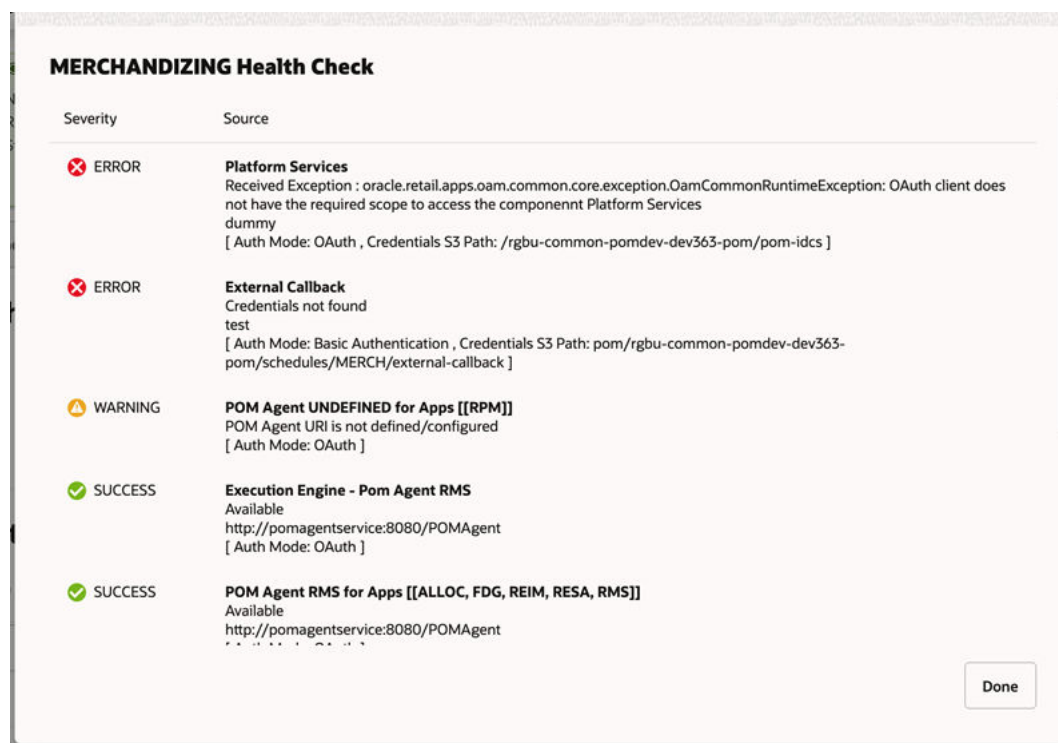 MERCHANDIZING Health Check
Severity Source
ERROR Platform Services
Received Exception : oracle.retail.apps.oam.common.core.exception.OamCommonRuntimeException: OAuth client does
not have the required scope to access the componennt Platform Services
dummy
[ Auth Mode: OAuth , Credentials S3 Path: /rgbu-common-pomdev-dev363-pom/pom-idcs ]
ERROR External Callback
Credentials not found
test
[ Auth Mode: Basic Authentication , Credentials S3 Path: pom/rgbu-common-pomdev-dev363-
pom/schedules/MERCH/external-callback ]
WARNING POM Agent UNDEFINED for Apps [[RPM]]
POM Agent URI is not defined/configured
[ Auth Mode: OAuth ]
SUCCESS Execution Engine - Pom Agent RMS
Available
http://pomagentservice:8080/POMAgent
[ Auth Mode: OAuth ]
SUCCESS POM Agent RMS for Apps [[ALLOC, FDG, REIM, RESA, RMS]]
Available
http://pomagentservice:8080/POMAgent
Done